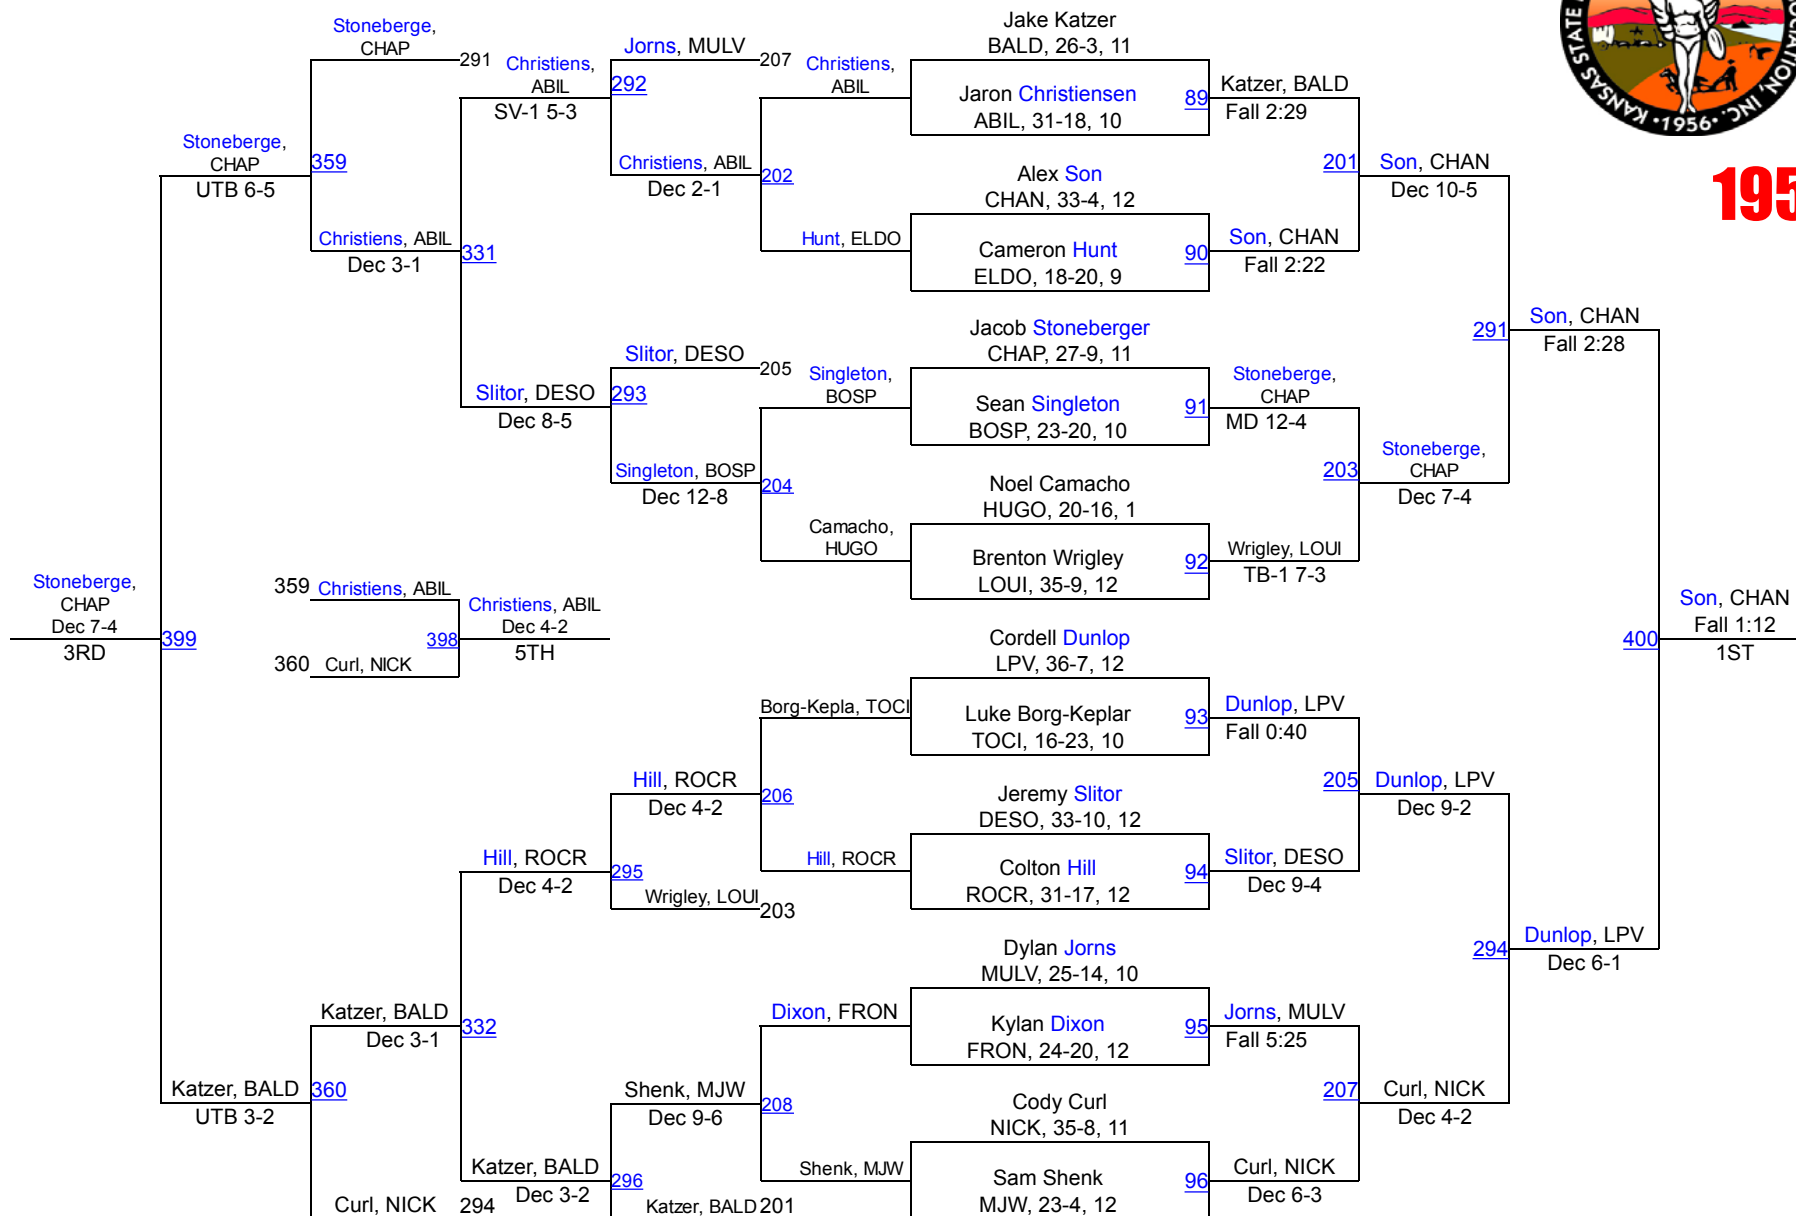 Stoneberge,
CHAP
291
Christiens,
ABIL
SV-1 5-3
292
Jorns, MULV
207
Christiens,
ABIL
Jake Katzer
BALD, 26-3, 11
Jaron Christiensen
ABIL, 31-18, 10
89
Katzer, BALD
Fall 2:29
KANSAS STATE
OCIATION, INC.
·1956·
195
Stoneberge,
CHAP
UTB 6-5
359
Christiens, ABIL
Dec 2-1
202
Alex Son
CHAN, 33-4, 12
201
Son, CHAN
Dec 10-5
Christiens, ABIL
Dec 3-1
331
Hunt, ELDO
Cameron Hunt
ELDO, 18-20, 9
90
Son, CHAN
Fall 2:22
Jacob Stoneberger
CHAP, 27-9, 11
291
Son, CHAN
Fall 2:28
Slitor, DESO
205
Slitor, DESO
Dec 8-5
293
Singleton,
BOSP
Sean Singleton
BOSP, 23-20, 10
91
Stoneberge,
CHAP
MD 12-4
Singleton, BOSP
Dec 12-8
204
Noel Camacho
HUGO, 20-16, 1
203
Stoneberge,
CHAP
Dec 7-4
Camacho,
HUGO
Brenton Wrigley
LOUI, 35-9, 12
92
Wrigley, LOUI
TB-1 7-3
Stoneberge,
CHAP
Dec 7-4
3RD
399
359
Christiens, ABIL
360
Curl, NICK
398
Christiens, ABIL
Dec 4-2
5TH
Cordell Dunlop
LPV, 36-7, 12
400
Son, CHAN
Fall 1:12
1ST
Borg-Kepla, TOCI
Luke Borg-Keplar
TOCI, 16-23, 10
93
Dunlop, LPV
Fall 0:40
Hill, ROCR
Dec 4-2
206
Jeremy Slitor
DESO, 33-10, 12
205
Dunlop, LPV
Dec 9-2
Hill, ROCR
Dec 4-2
295
Hill, ROCR
Colton Hill
ROCR, 31-17, 12
94
Slitor, DESO
Dec 9-4
Wrigley, LOUI
203
Dylan Jorns
MULV, 25-14, 10
294
Dunlop, LPV
Dec 6-1
Katzer, BALD
Dec 3-1
332
Dixon, FRON
Kylan Dixon
FRON, 24-20, 12
95
Jorns, MULV
Fall 5:25
Katzer, BALD
UTB 3-2
360
Shenk, MJW
Dec 9-6
208
Cody Curl
NICK, 35-8, 11
207
Curl, NICK
Dec 4-2
Katzer, BALD
Dec 3-2
296
Shenk, MJW
Sam Shenk
MJW, 23-4, 12
96
Curl, NICK
Dec 6-3
Curl, NICK
294
Katzer, BALD
201